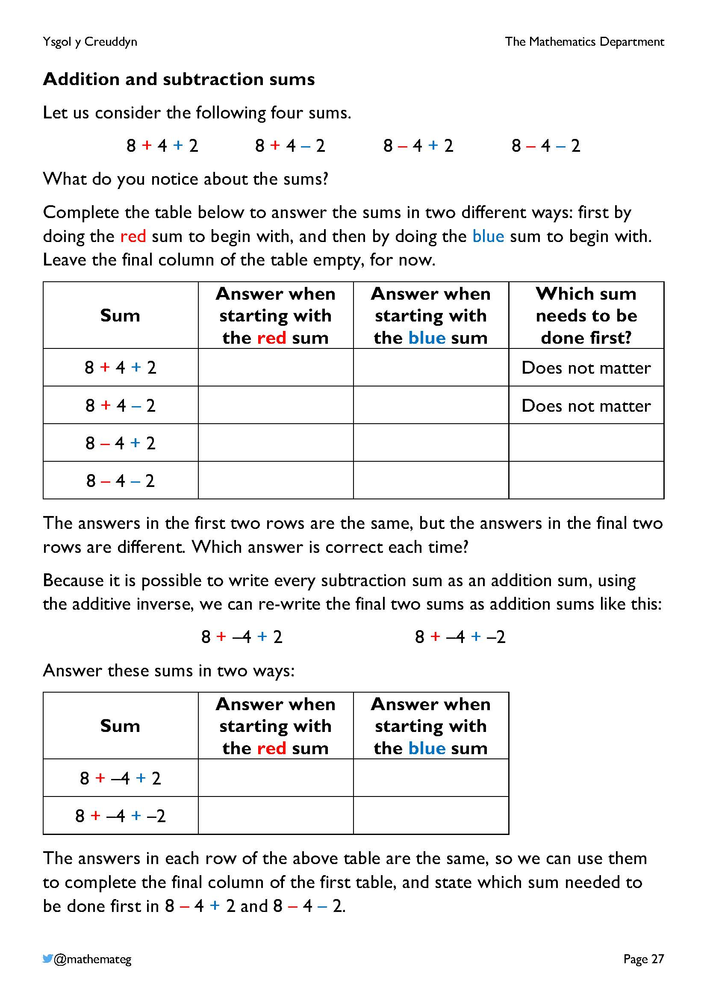 Ysgol y Creuddyn The Mathematics Department
Addition and subtraction sums
Let us consider the following four sums.
8 + 4 + 2 8 + 4 – 2 8 – 4 + 2 8 – 4 – 2
What do you notice about the sums?
Complete the table below to answer the sums in two different ways: first by
doing the red sum to begin with, and then by doing the blue sum to begin with.
Leave the final column of the table empty, for now.
Sum
Answer when
starting with
the red sum
Answer when
starting with
the blue sum
Which sum
needs to be
done first?
8 + 4 + 2 Does not matter
8 + 4 – 2 Does not matter
8 – 4 + 2
8 – 4 – 2
The answers in the first two rows are the same, but the answers in the final two
rows are different. Which answer is correct each time?
Because it is possible to write every subtraction sum as an addition sum, using
the additive inverse, we can re-write the final two sums as addition sums like this:
8 + –4 + 2 8 + –4 + –2
Answer these sums in two ways:
Sum
Answer when
starting with
the red sum
Answer when
starting with
the blue sum
8 + –4 + 2
8 + –4 + –2
The answers in each row of the above table are the same, so we can use them
to complete the final column of the first table, and state which sum needed to
be done first in 8 – 4 + 2 and 8 – 4 – 2.
@mathemateg Page 27